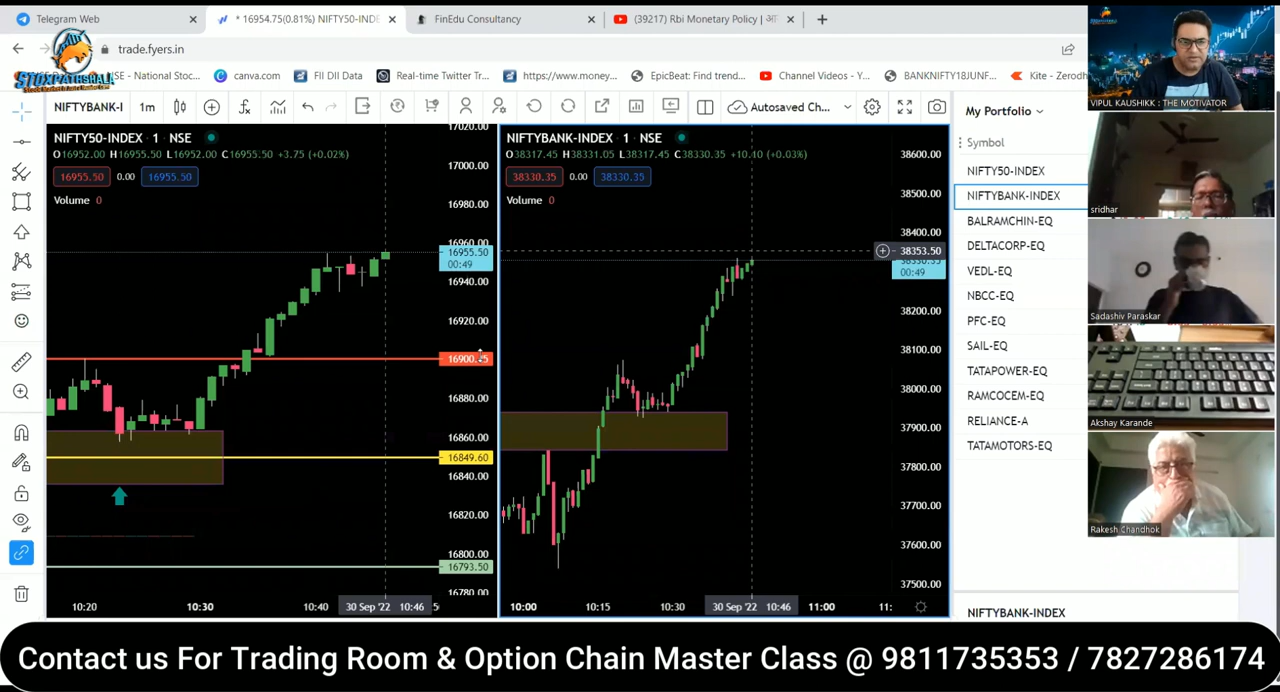 Telegram Web
* 16954.75(0.81%) NIFTY50-INDE
FinEdu Consultancy
(39217) Rbi Monetary Policy | आ
trade.fyers.in
STOXPATHSHALA
- National Stoc...
canva.com
FII DII Data
Real-time Twitter Tr...
https://www.money...
EpicBeat: Find trend...
Channel Videos - Y...
BANKNIFTY18JUNF...
Kite - Zerodh
NIFTYBANK-I
1m
Autosaved Ch...
My Portfolio
Symbol
NIFTY50-INDEX
NIFTYBANK-INDEX
BALRAMCHIN-EQ
DELTACORP-EQ
VEDL-EQ
NBCC-EQ
PFC-EQ
SAIL-EQ
TATAPOWER-EQ
RAMCOCEM-EQ
RELIANCE-A
TATAMOTORS-EQ
NIFTYBANK-INDEX
NIFTY50-INDEX · 1 · NSE
O16952.00 H16955.50 L16952.00 C16955.50 +3.75 (+0.02%)
16955.50 0.00 16955.50
Volume 0
17020.00
17000.00
16980.00
16960.00
16955.50
00:49
16940.00
16920.00
16880.00
16860.00
16849.60
16840.00
16820.00
16800.00
16793.50
16780.00
10:20
10:30
10:40
30 Sep '22 10:46
NIFTYBANK-INDEX · 1 · NSE
O38317.45 H38331.05 L38317.45 C38330.35 +10.10 (+0.03%)
38330.35 0.00 38330.35
Volume 0
38600.00
38500.00
38400.00
38353.50
38330.35
00:49
38200.00
38100.00
38000.00
37900.00
37800.00
37700.00
37600.00
37500.00
10:00
10:15
10:30
30 Sep '22 10:46
11:00
11:
VIPUL KAUSHIKK : THE MOTIVATOR
sridhar
Sadashiv Paraskar
Akshay Karande
Rakesh Chandhok
Contact us For Trading Room & Option Chain Master Class @ 9811735353 / 7827286174